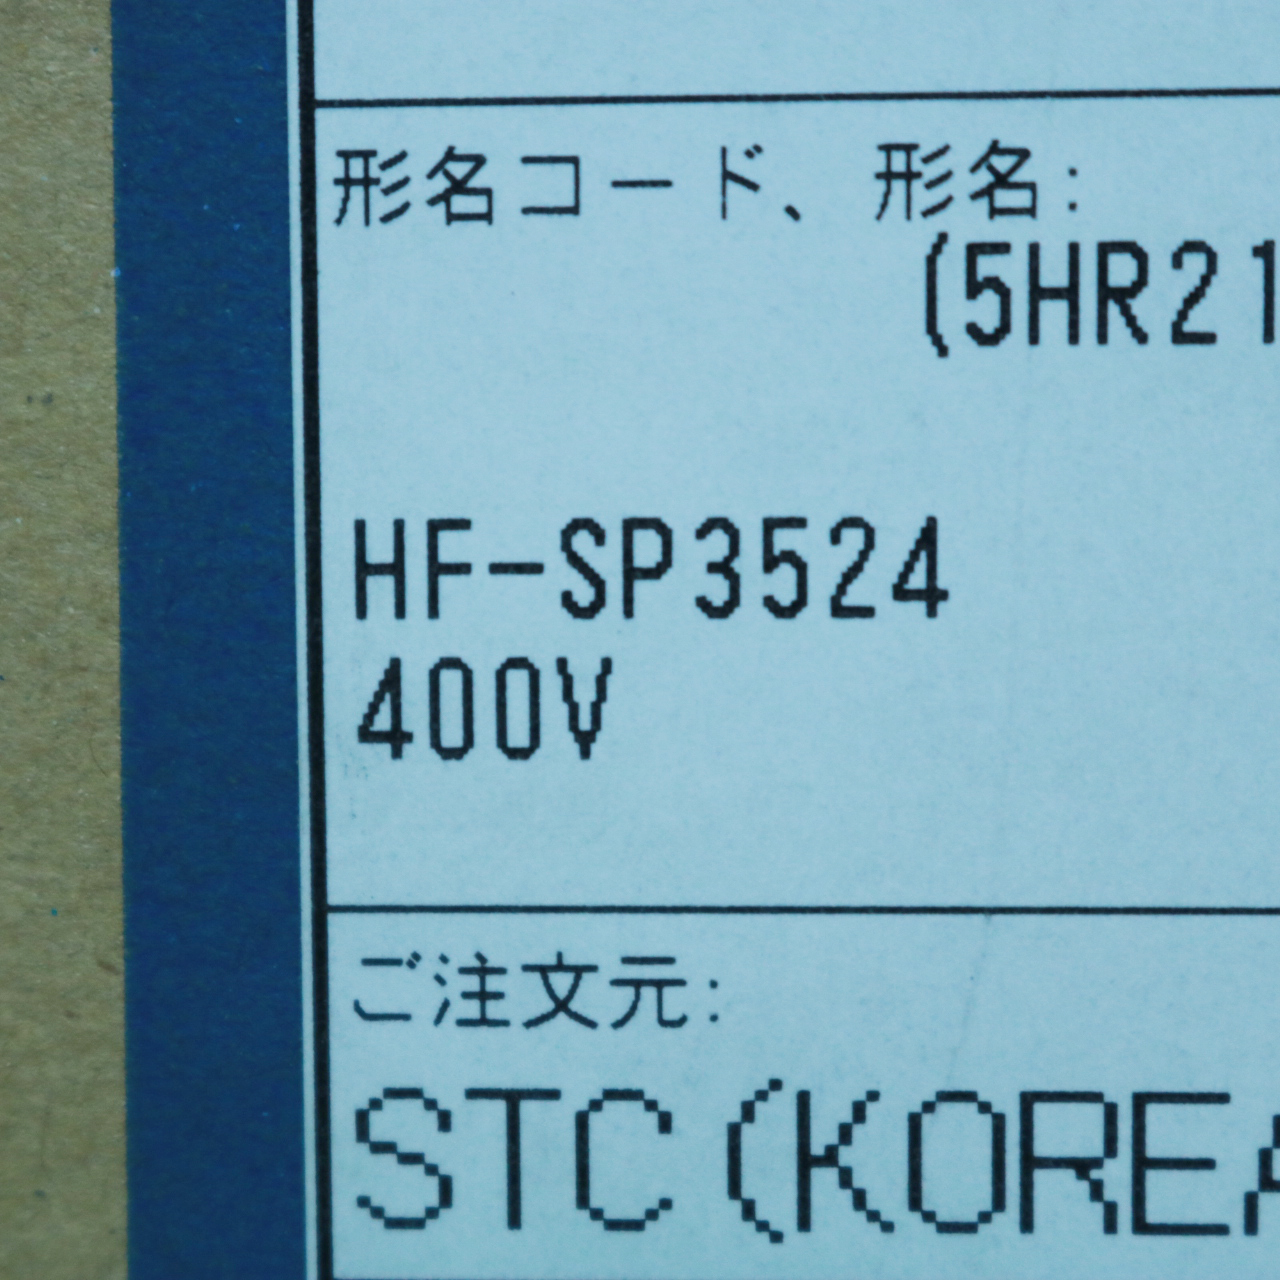 形名コード、形名:
(5HR21
HF-SP3524
400V
ご注文元:
STC (KOREA